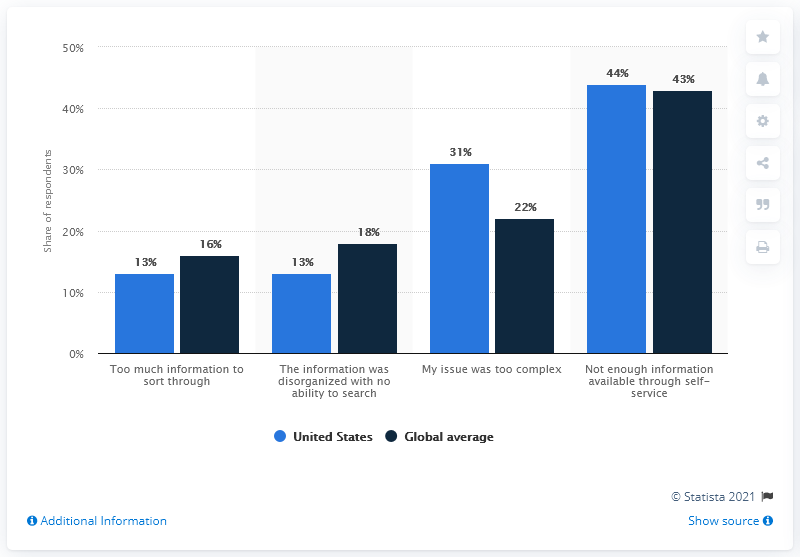 50%
40%
30%
20%
10%
0%
Share of respondents
13%
16%
13%
18%
31%
22%
44%
43%
Too much information to
sort through
The information was
disorganized with no
ability to search
My issue was too complex
Not enough information
available through self-
service
United States
Global average
© Statista 2021
Additional Information
Show source